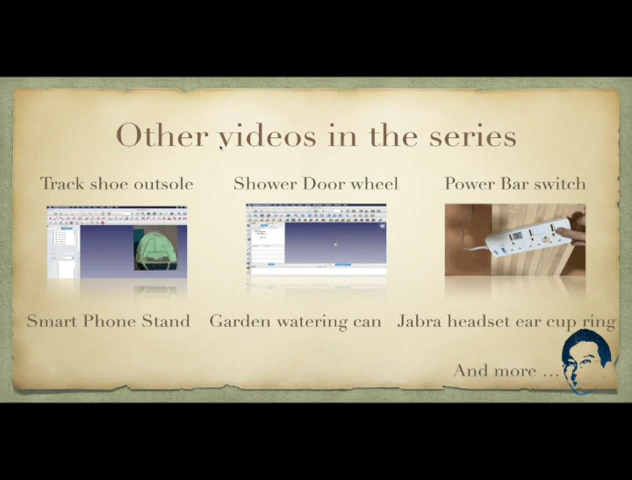 Other videos in the series
Track shoe outsole
Shower Door wheel
Power Bar switch
Smart Phone Stand
Garden watering can
Jabra headset ear cup ring
And more ...